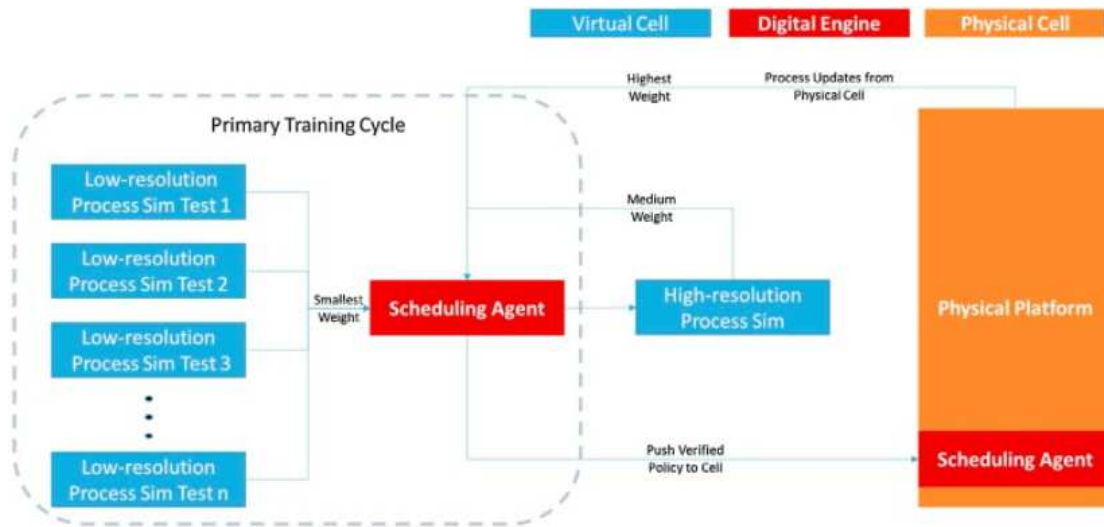 Virtual Cell
Digital Engine
Physical Cell
Highest
Weight
Process Updates from
Physical Cell
Primary Training Cycle
Low-resolution
Process Sim Test 1
Medium
Weight
Low-resolution
Process Sim Test 2
Smallest
Weight
Scheduling Agent
High-resolution
Process Sim
Physical Platform
Low-resolution
Process Sim Test 3
Push Verified
Policy to Cell
Scheduling Agent
Low-resolution
Process Sim Test n